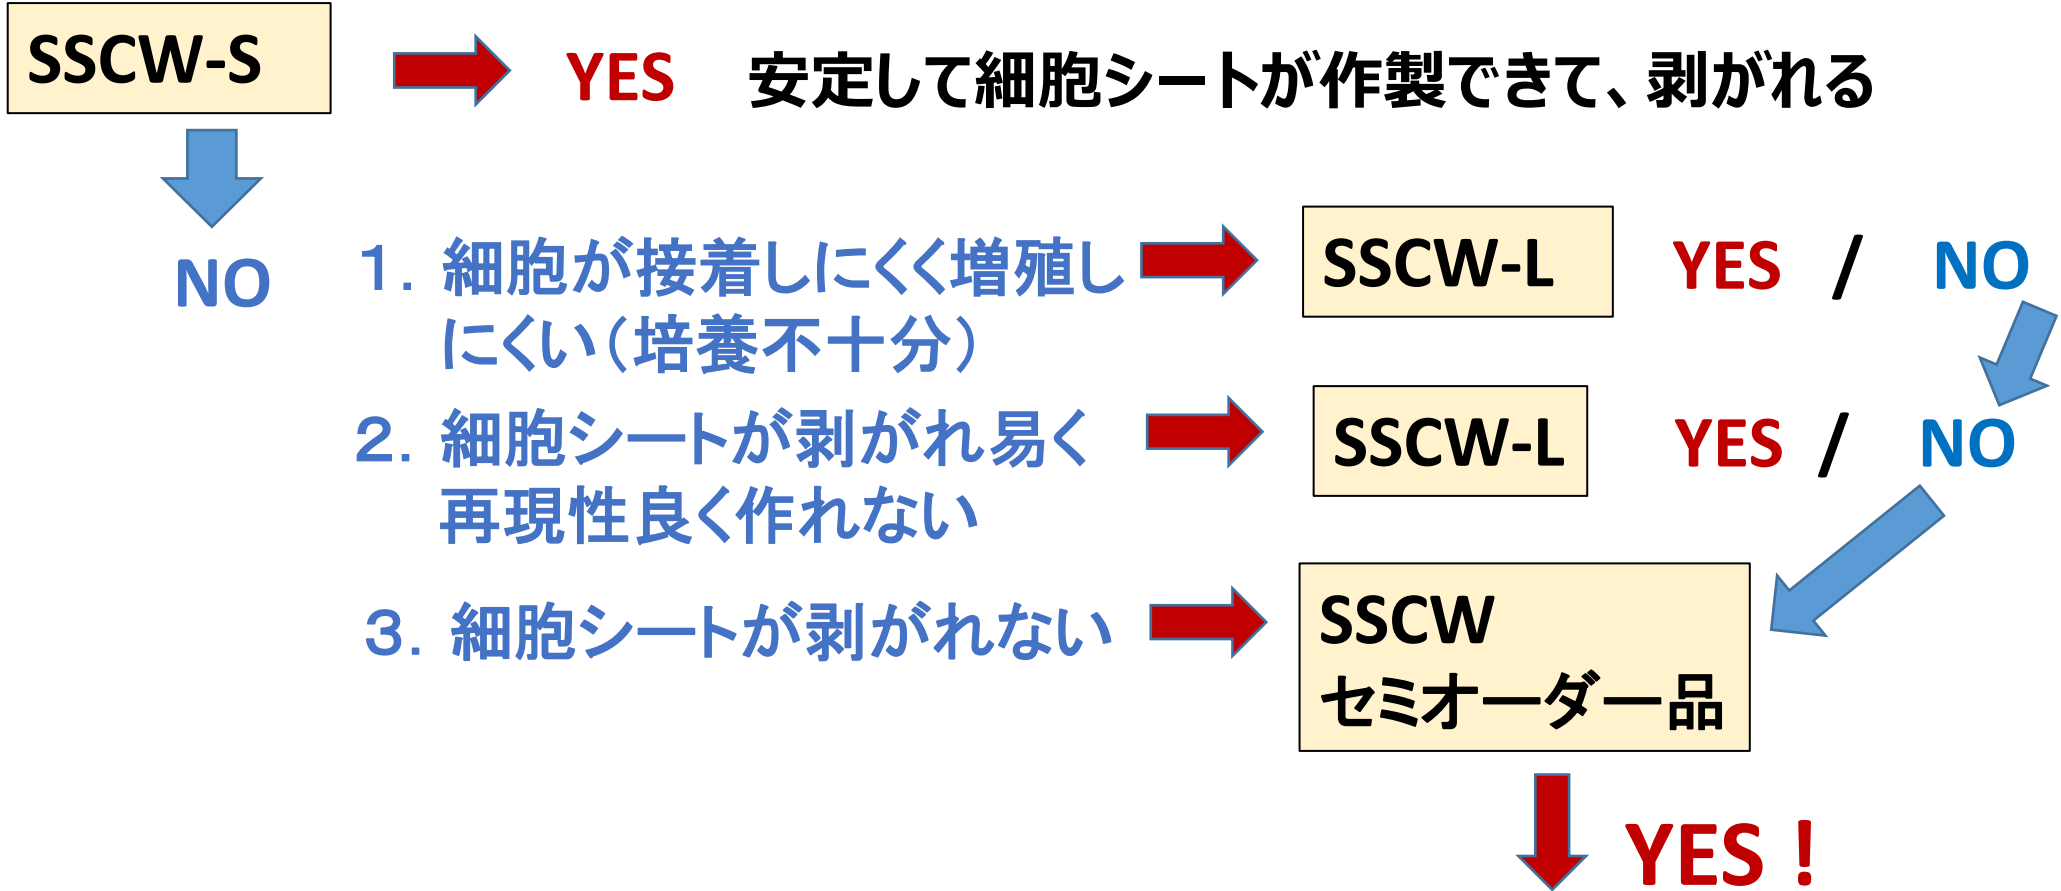 SSCW-S
YES 安定して細胞シートが作製できて、剥がれる
NO
1. 細胞が接着しにくく増殖し
にくい（培養不十分）
SSCW-L YES / NO
2. 細胞シートが剥がれ易く
再現性良く作れない
SSCW-L YES / NO
3. 細胞シートが剥がれない
SSCW
セミオーダー品
YES！